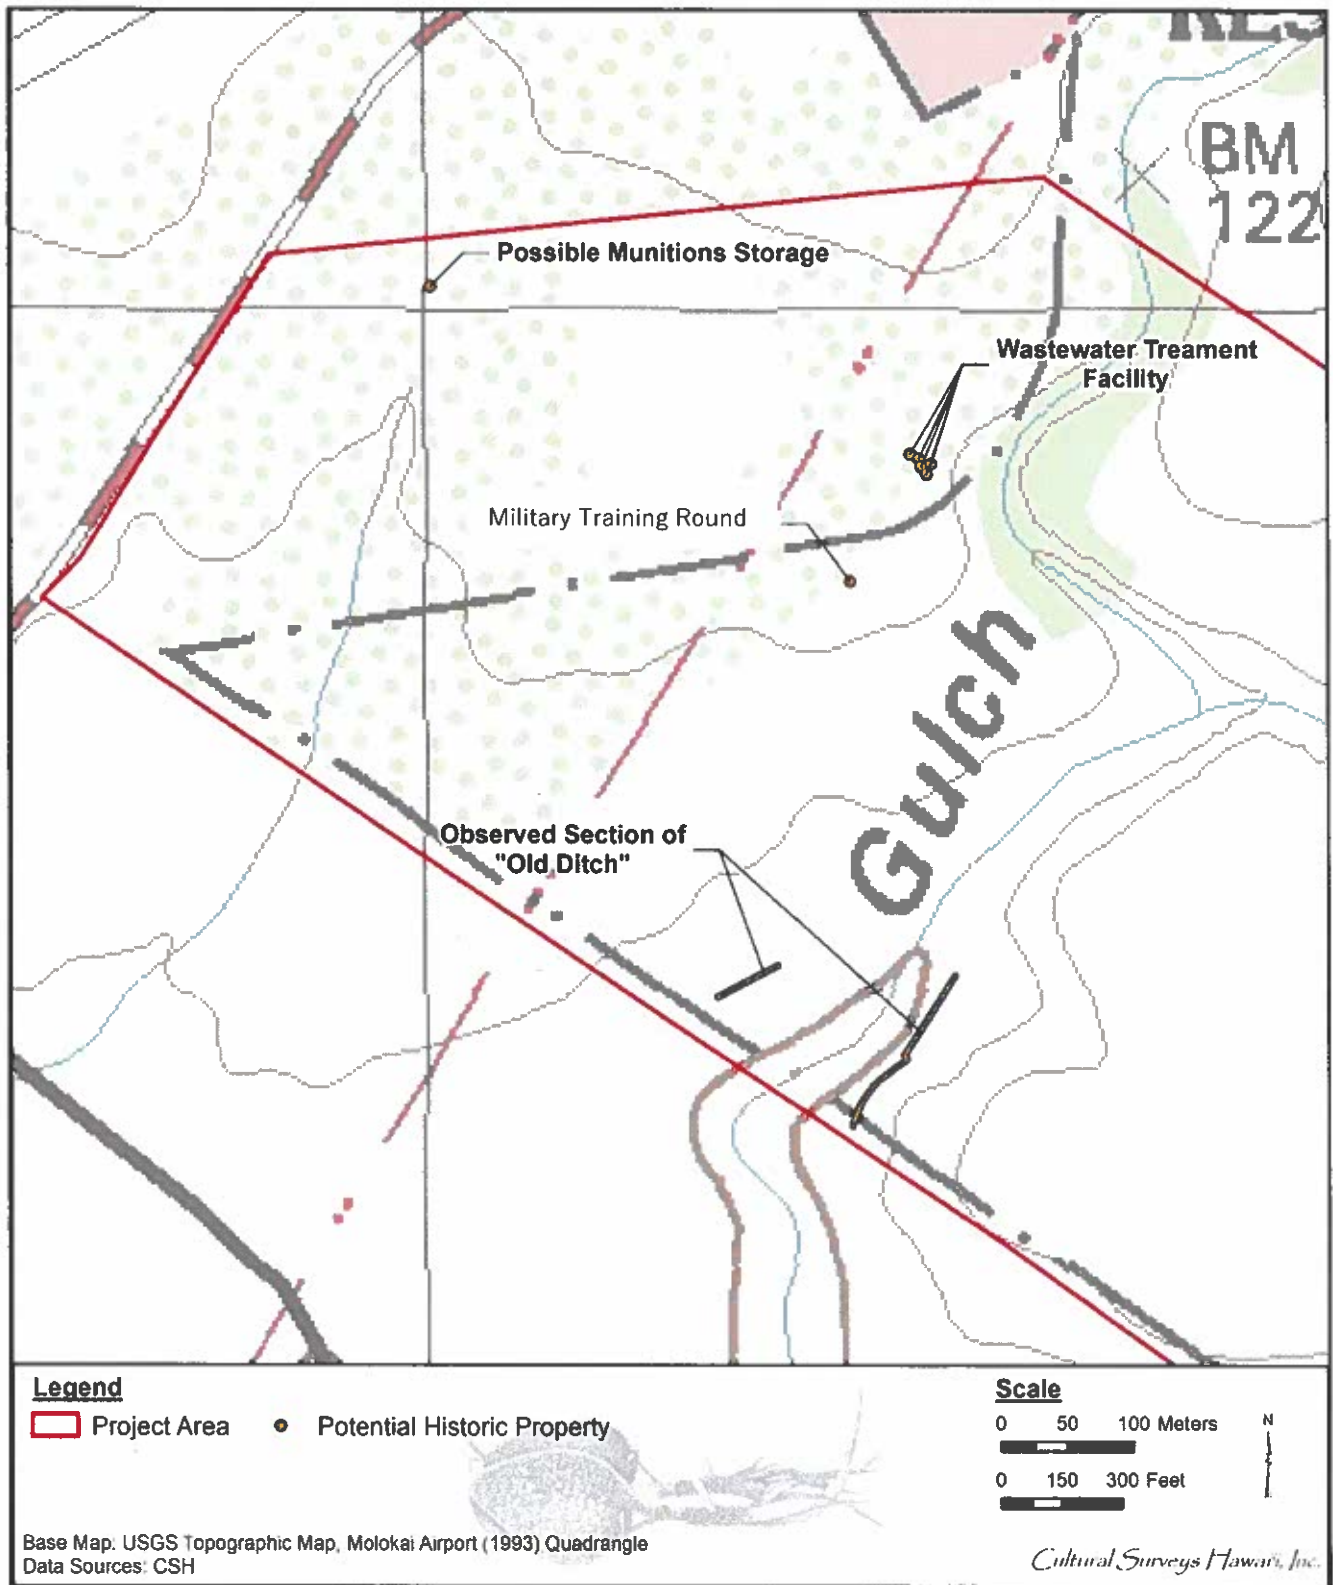 BM
122
Possible Munitions Storage
Wastewater Treament
Facility
Military Training Round
Gulch
Observed Section of
"Old Ditch"
Legend
Project Area
Potential Historic Property
Scale
0 50 100 Meters
0 150 300 Feet
N
Base Map: USGS Topographic Map, Molokai Airport (1993) Quadrangle
Data Sources: CSH
Cultural Surveys Hawai'i, Inc.